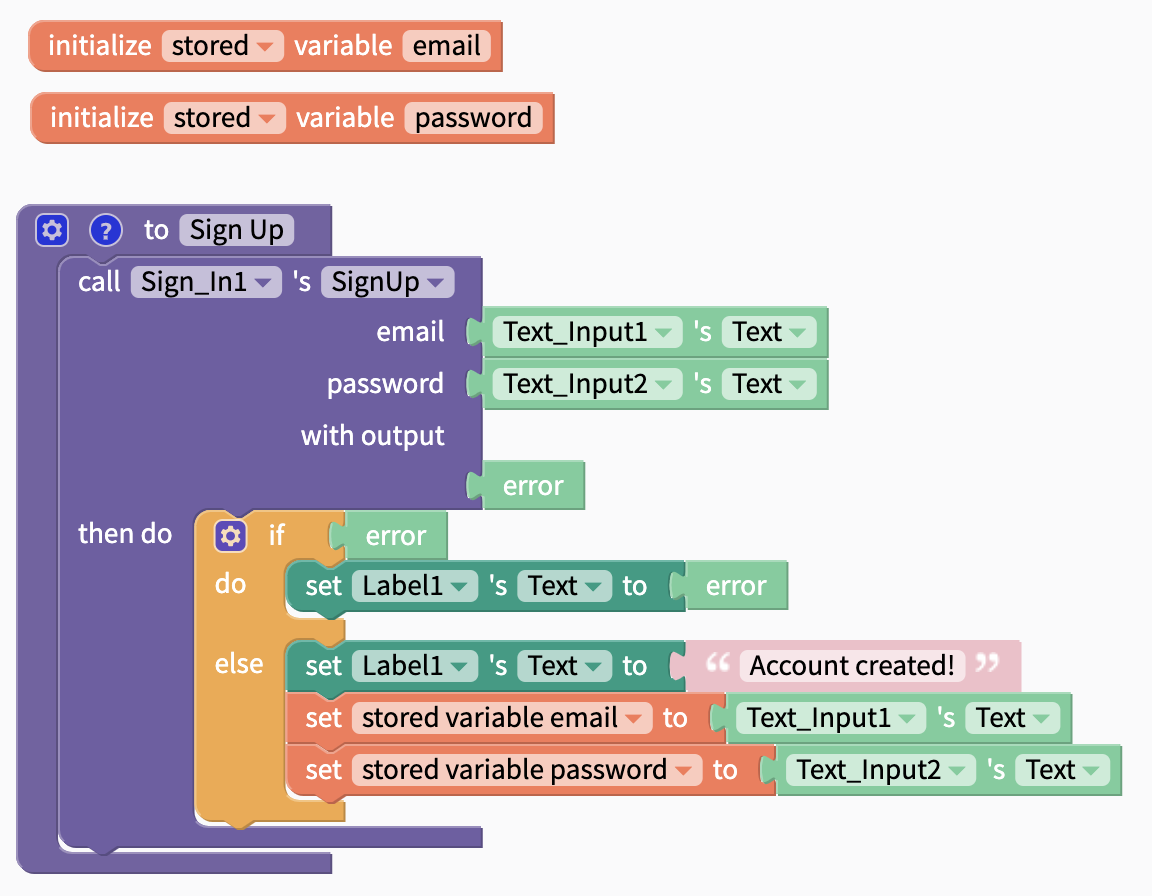 initialize stored variable email
initialize stored variable password
? to Sign Up
call Sign_In1 's SignUp
email Text_Input1 's Text
password Text_Input2 's Text
with output
error
then do if error
do set Label1 's Text to error
else set Label1 's Text to “ Account created! ”
set stored variable email to Text_Input1 's Text
set stored variable password to Text_Input2 's Text